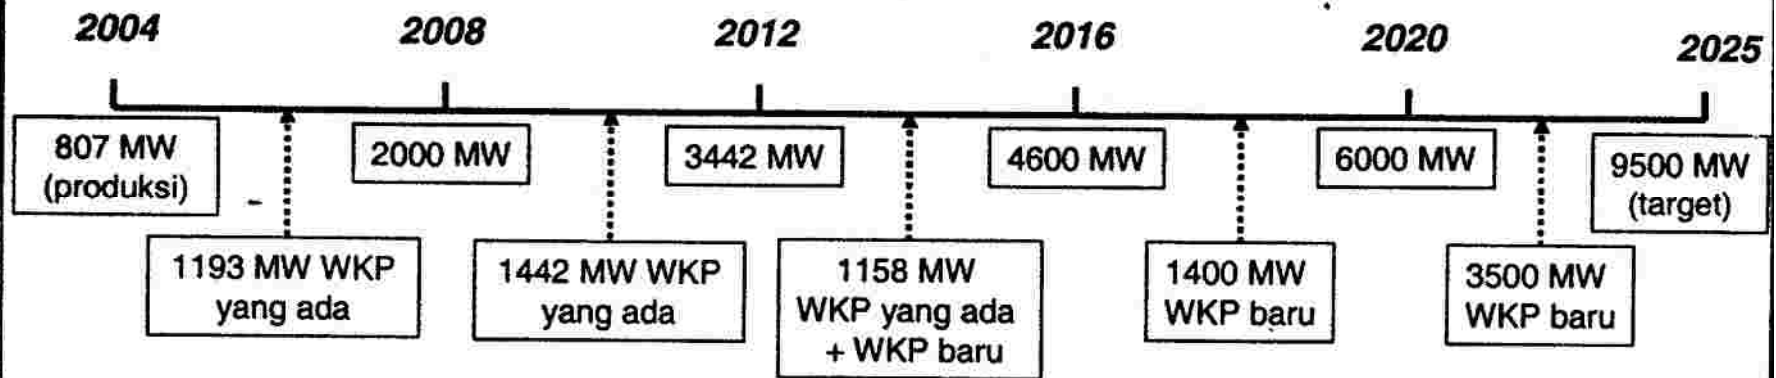 2004 2008 2012 2016 2020 2025
807 MW
(produksi)
2000 MW
3442 MW
4600 MW
6000 MW
9500 MW
(target)
1193 MW WKP
yang ada
1442 MW WKP
yang ada
1158 MW
WKP yang ada
+ WKP baru
1400 MW
WKP baru
3500 MW
WKP baru